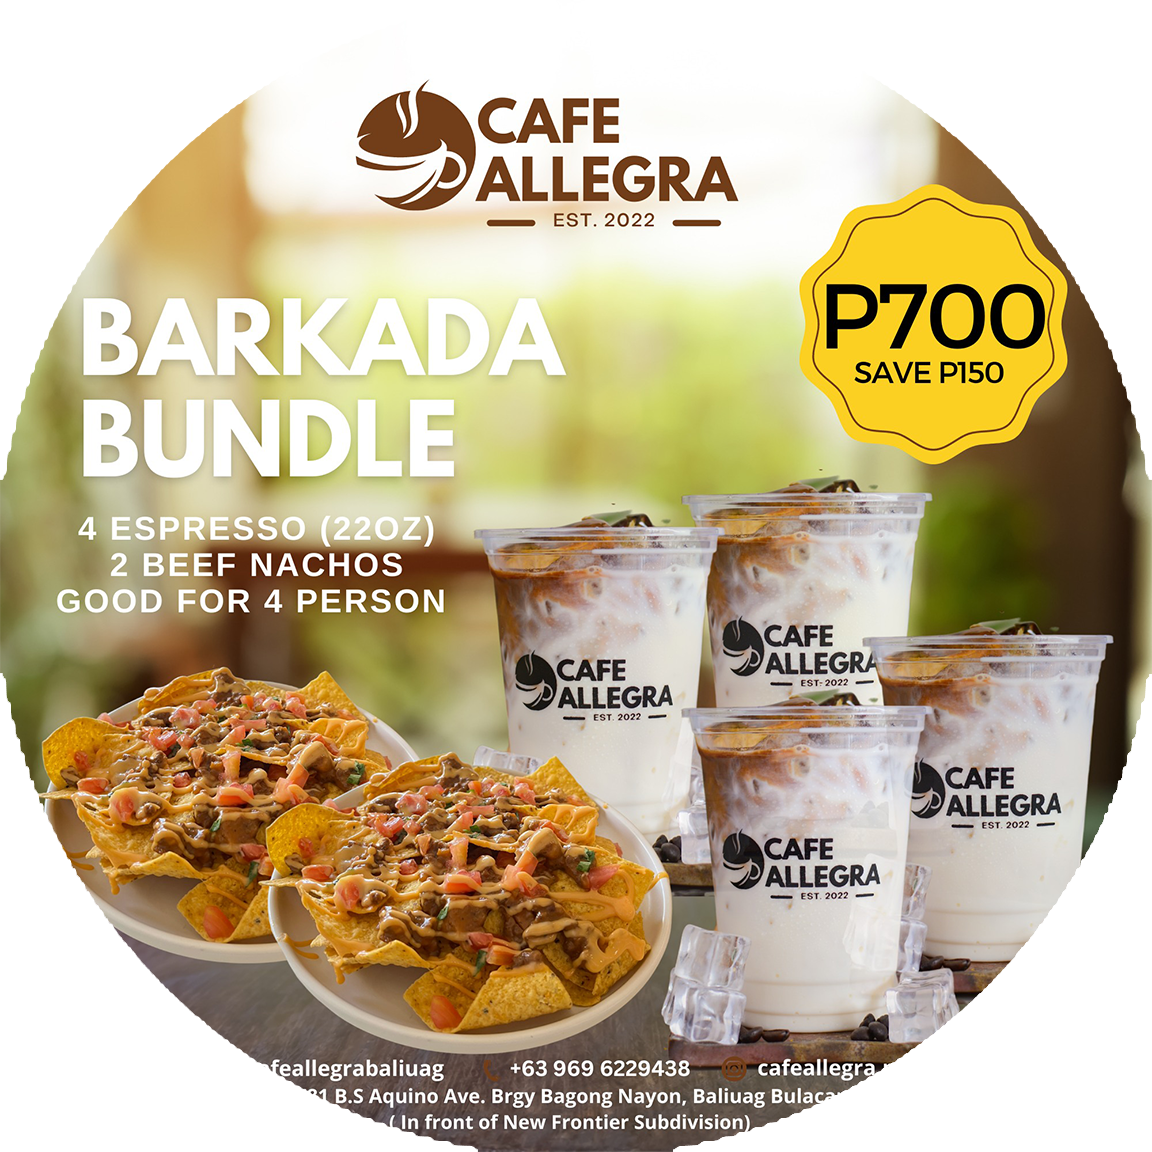 CAFE
ALLEGRA
EST. 2022
P700
SAVE P150
BARKADA
BUNDLE
4 ESPRESSO (22OZ)
2 BEEF NACHOS
GOOD FOR 4 PERSON
CAFE
ALLEGRA
EST. 2022
CAFE
ALLEGRA
EST. 2022
CAFE
ALLEGRA
EST. 2022
CAFE
ALLEGRA
EST. 2022
feallegrabaliuag +63 969 6229438 cafeallegra
B.S Aquino Ave. Brgy Bagong Nayon, Baliuag Bulaca
( In front of New Frontier Subdivision)